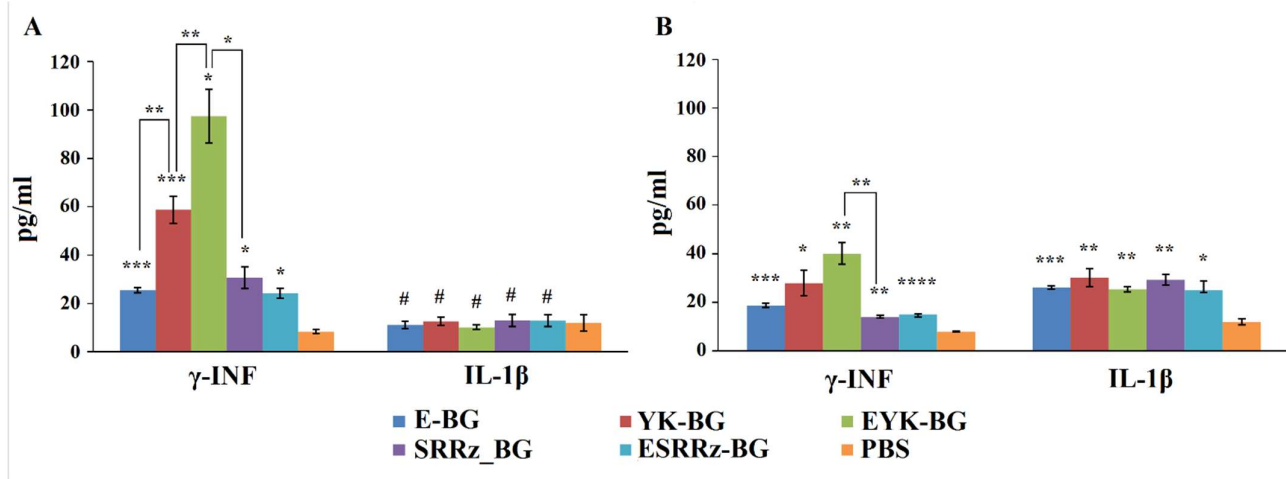 A
B
** *
*
**
***
***
*
*
# # # # #
120
100
80
60
40
20
0
pg/ml
γ-INF IL-1β
**
***
*
**
**
****
*** ** ** ** *
120
100
80
60
40
20
0
pg/ml
γ-INF IL-1β
E-BG YK-BG EYK-BG
SRRz_BG ESRRz-BG PBS